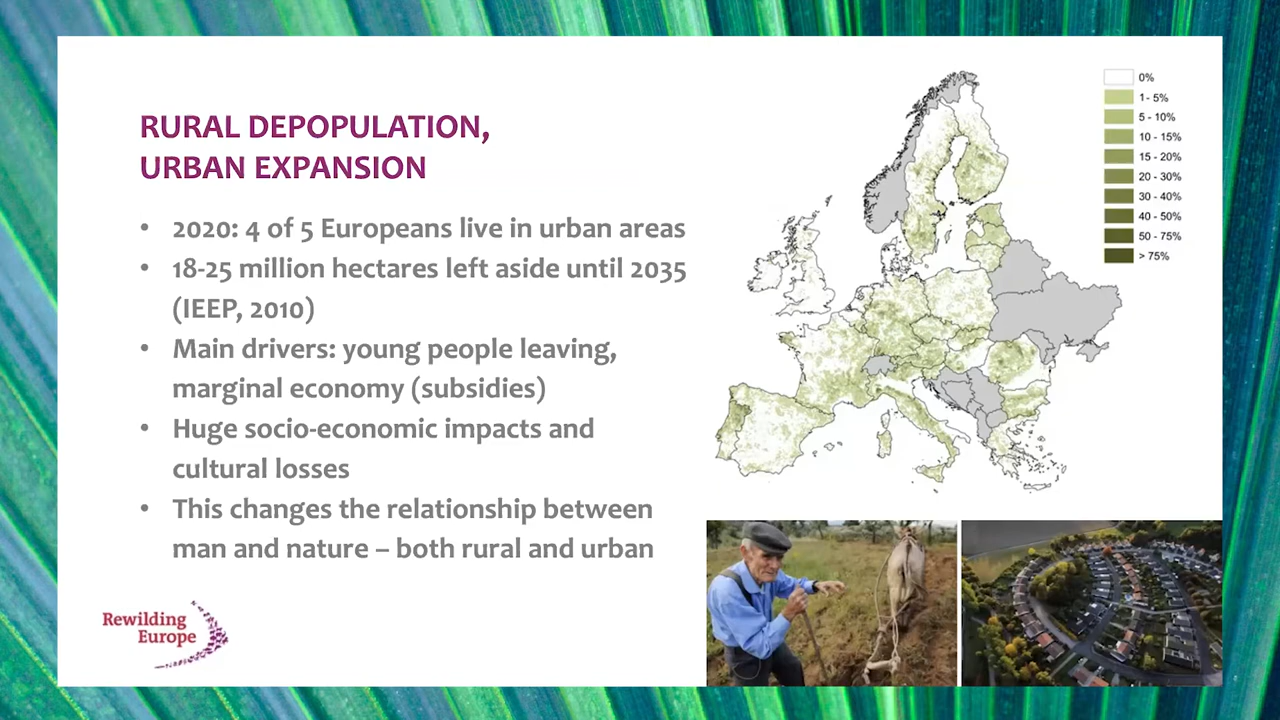 RURAL DEPOPULATION,
URBAN EXPANSION
• 2020: 4 of 5 Europeans live in urban areas
• 18-25 million hectares left aside until 2035
(IEEP, 2010)
• Main drivers: young people leaving,
marginal economy (subsidies)
• Huge socio-economic impacts and
cultural losses
• This changes the relationship between
man and nature – both rural and urban
Rewilding
Europe
0%
1- 5%
5 - 10%
10 - 15%
15 - 20%
20 - 30%
30 - 40%
40 - 50%
50 - 75%
> 75%